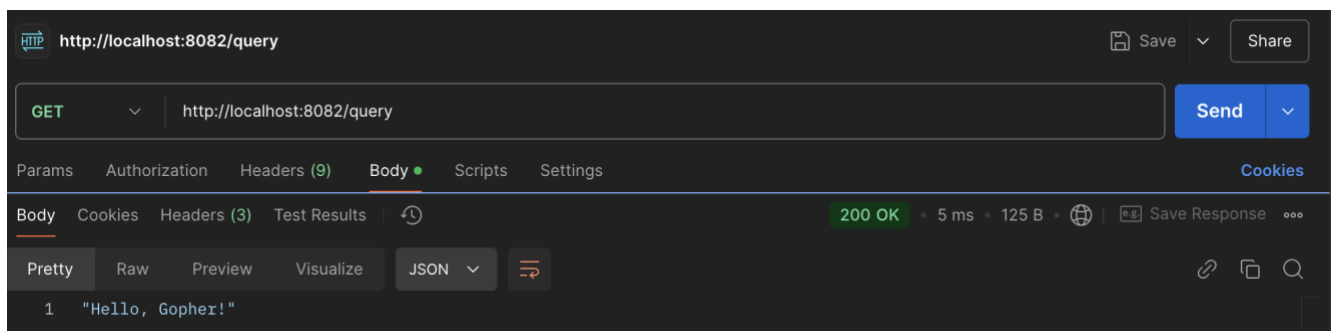 HTTP http://localhost:8082/query Save Share
GET http://localhost:8082/query Send
Params Authorization Headers (9) Body Scripts Settings Cookies
Body Cookies Headers (3) Test Results 200 OK • 5 ms • 125 B • e.g. Save Response
Pretty Raw Preview Visualize JSON
1 "Hello, Gopher!"